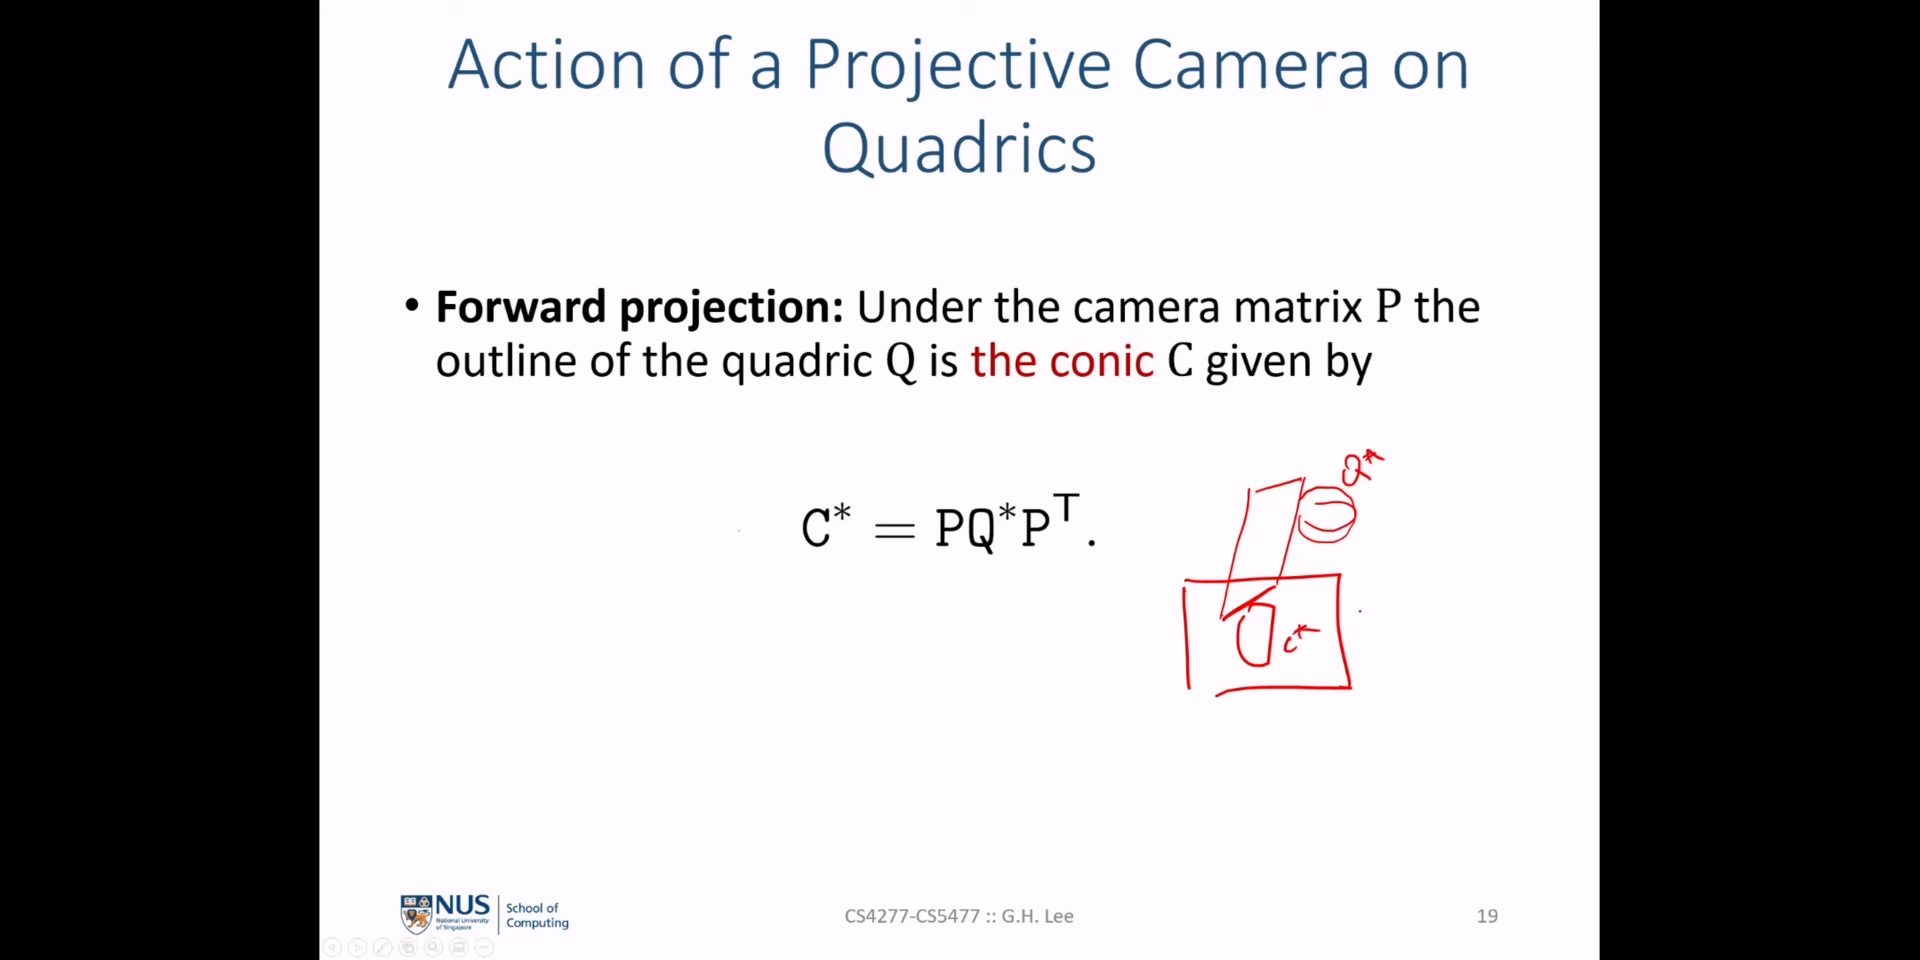 Action of a Projective Camera on
Quadrics
• Forward projection: Under the camera matrix P the
outline of the quadric Q is the conic C given by
C* = PQ*Pᵀ.
Q*
C*
NUS
National University
of Singapore
School of
Computing
CS4277-CS5477 :: G.H. Lee
19